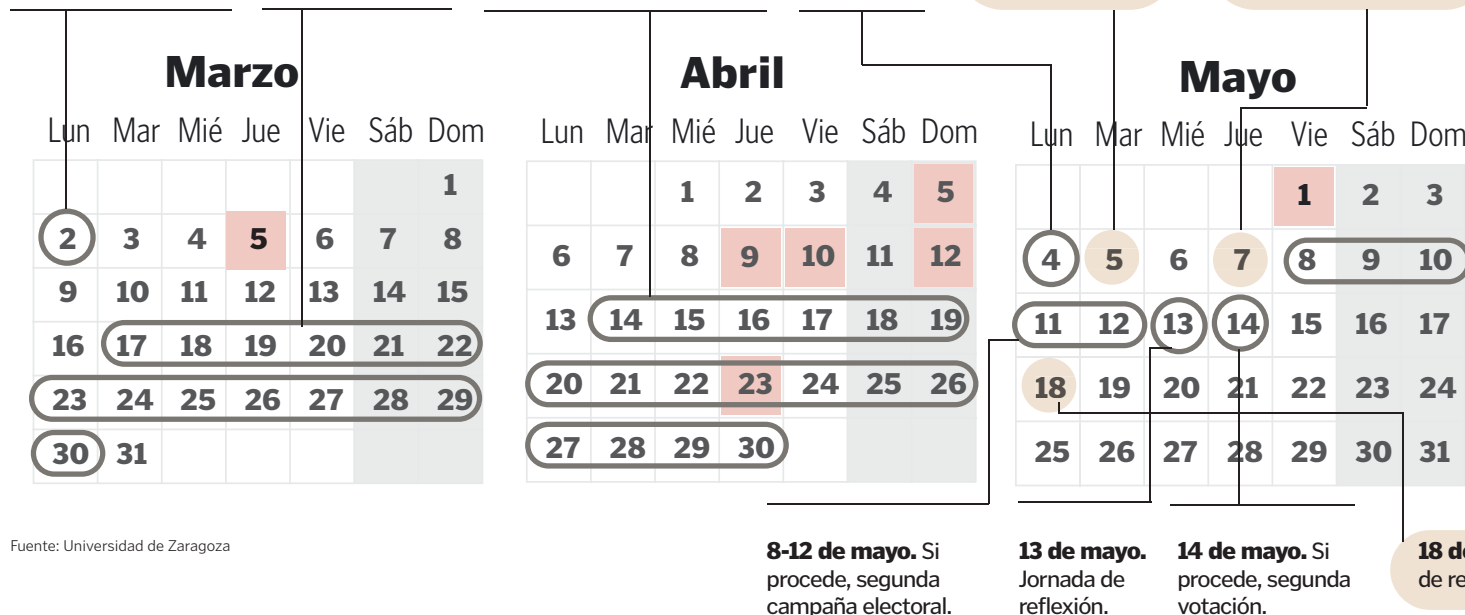 Marzo
Lun Mar Mié Jue Vie Sáb Dom
1
2 3 4 5 6 7 8
9 10 11 12 13 14 15
16 17 18 19 20 21 22
23 24 25 26 27 28 29
30 31
Abril
Lun Mar Mié Jue Vie Sáb Dom
1 2 3 4 5
6 7 8 9 10 11 12
13 14 15 16 17 18 19
20 21 22 23 24 25 26
27 28 29 30
Mayo
Lun Mar Mié Jue Vie Sáb Dom
1 2 3
4 5 6 7 8 9 10
11 12 13 14 15 16 17
18 19 20 21 22 23 24
25 26 27 28 29 30 31
Fuente: Universidad de Zaragoza
8-12 de mayo. Si
procede, segunda
campaña electoral.
13 de mayo.
Jornada de
reflexión.
14 de mayo. Si
procede, segunda
votación.
18
de